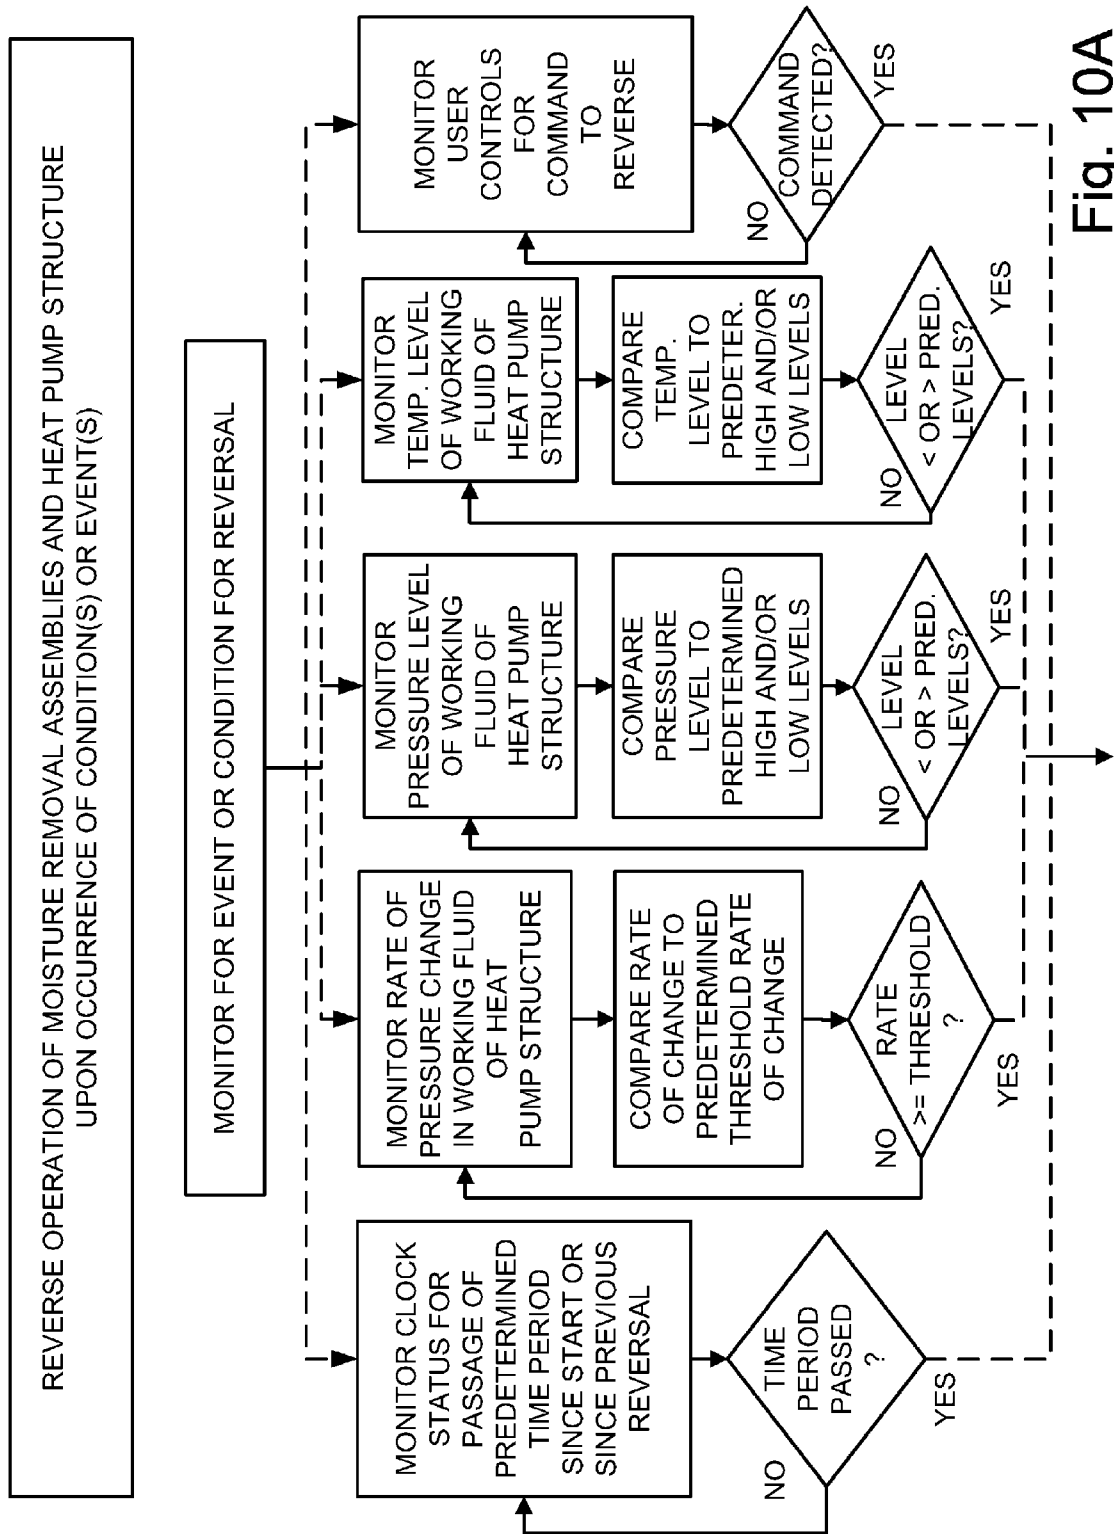 REVERSE OPERATION OF MOISTURE REMOVAL ASSEMBLIES AND HEAT PUMP STRUCTURE
UPON OCCURRENCE OF CONDITION(S) OR EVENT(S)
MONITOR FOR EVENT OR CONDITION FOR REVERSAL
MONITOR CLOCK
STATUS FOR
PASSAGE OF
PREDETERMINED
TIME PERIOD
SINCE START OR
SINCE PREVIOUS
REVERSAL
TIME
PERIOD
PASSED
?
NO
YES
MONITOR RATE OF
PRESSURE CHANGE
IN WORKING FLUID
OF HEAT
PUMP STRUCTURE
COMPARE RATE
OF CHANGE TO
PREDETERMINED
THRESHOLD RATE
OF CHANGE
RATE
>= THRESHOLD
?
NO
YES
MONITOR
PRESSURE LEVEL
OF WORKING
FLUID OF
HEAT PUMP
STRUCTURE
COMPARE
PRESSURE
LEVEL TO
PREDETERMINED
HIGH AND/OR
LOW LEVELS
LEVEL
< OR > PRED.
LEVELS?
NO
YES
MONITOR
TEMP. LEVEL
OF WORKING
FLUID OF
HEAT PUMP
STRUCTURE
COMPARE
TEMP.
LEVEL TO
PREDETER.
HIGH AND/OR
LOW LEVELS
LEVEL
< OR > PRED.
LEVELS?
NO
YES
MONITOR
USER
CONTROLS
FOR
COMMAND
TO
REVERSE
COMMAND
DETECTED?
NO
YES
Fig. 10A